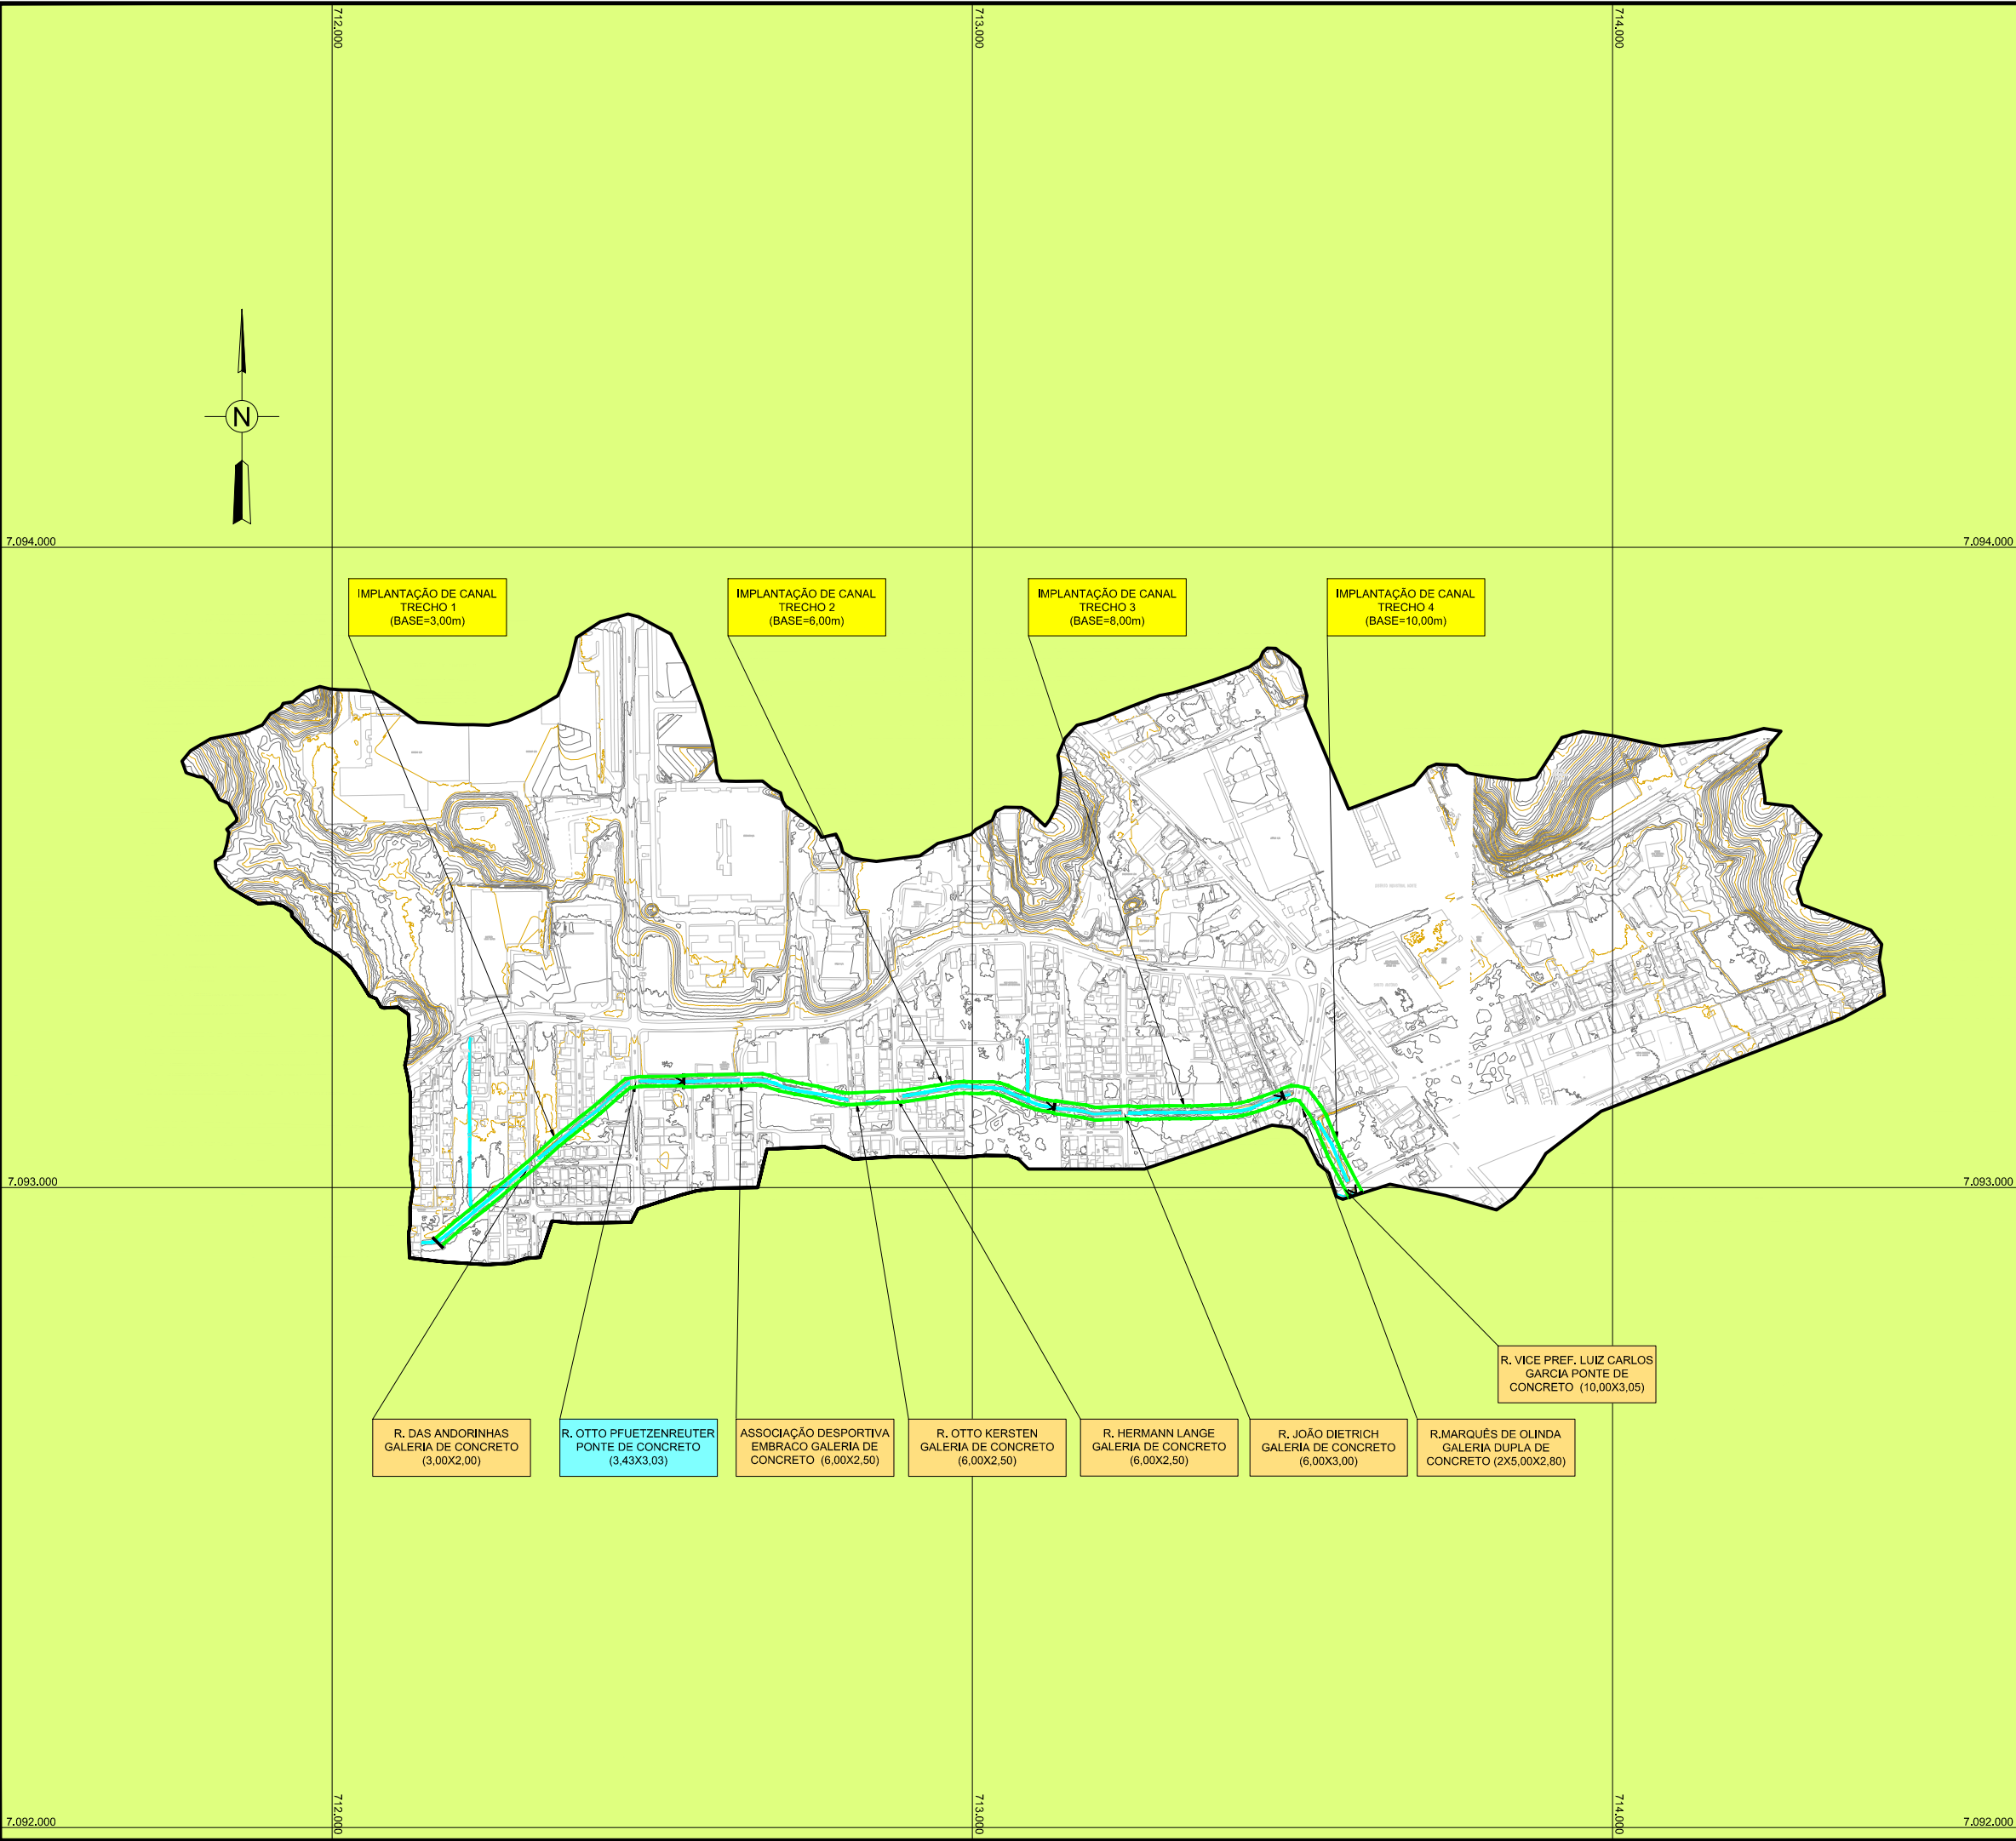 712.000
713.000
714.000
N
7.094.000
7.094.000
IMPLANTAÇÃO DE CANAL
TRECHO 1
(BASE=3,00m)
IMPLANTAÇÃO DE CANAL
TRECHO 2
(BASE=6,00m)
IMPLANTAÇÃO DE CANAL
TRECHO 3
(BASE=8,00m)
IMPLANTAÇÃO DE CANAL
TRECHO 4
(BASE=10,00m)
7.093.000
7.093.000
R. VICE PREF. LUIZ CARLOS
GARCIA PONTE DE
CONCRETO (10,00X3,05)
R. DAS ANDORINHAS
GALERIA DE CONCRETO
(3,00X2,00)
R. OTTO PFUETZENREUTER
PONTE DE CONCRETO
(3,43X3,03)
ASSOCIAÇÃO DESPORTIVA
EMBRACO GALERIA DE
CONCRETO (6,00X2,50)
R. OTTO KERSTEN
GALERIA DE CONCRETO
(6,00X2,50)
R. HERMANN LANGE
GALERIA DE CONCRETO
(6,00X2,50)
R. JOÃO DIETRICH
GALERIA DE CONCRETO
(6,00X3,00)
R.MARQUÊS DE OLINDA
GALERIA DUPLA DE
CONCRETO (2X5,00X2,80)
712.000
713.000
714.000
7.092.000
7.092.000